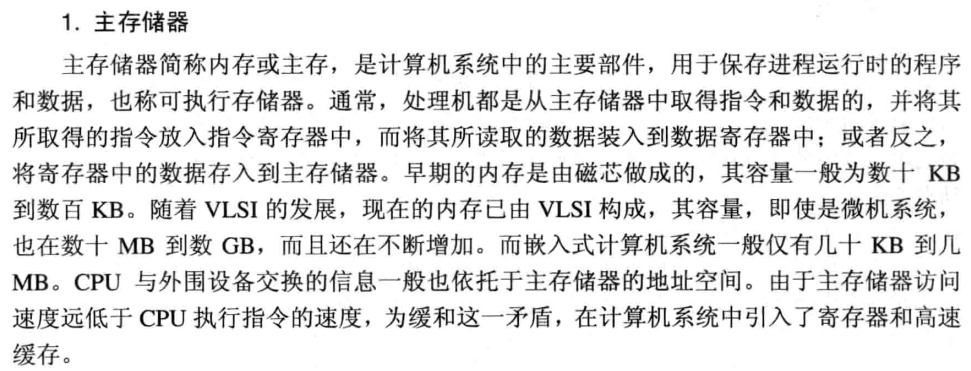 1. 主存储器
主存储器简称内存或主存，是计算机系统中的主要部件，用于保存进程运行时的程序
和数据，也称可执行存储器。通常，处理机都是从主存储器中取得指令和数据的，并将其
所取得的指令放入指令寄存器中，而将其所读取的数据装入到数据寄存器中；或者反之，
将寄存器中的数据存入到主存储器。早期的内存是由磁芯做成的，其容量一般为数十 KB
到数百 KB。随着 VLSI 的发展，现在的内存已由 VLSI 构成，其容量，即使是微机系统，
也在数十 MB 到数 GB，而且还在不断增加。而嵌入式计算机系统一般仅有几十 KB 到几
MB。CPU 与外围设备交换的信息一般也依托于主存储器的地址空间。由于主存储器访问
速度远低于 CPU 执行指令的速度，为缓和这一矛盾，在计算机系统中引入了寄存器和高速
缓存。